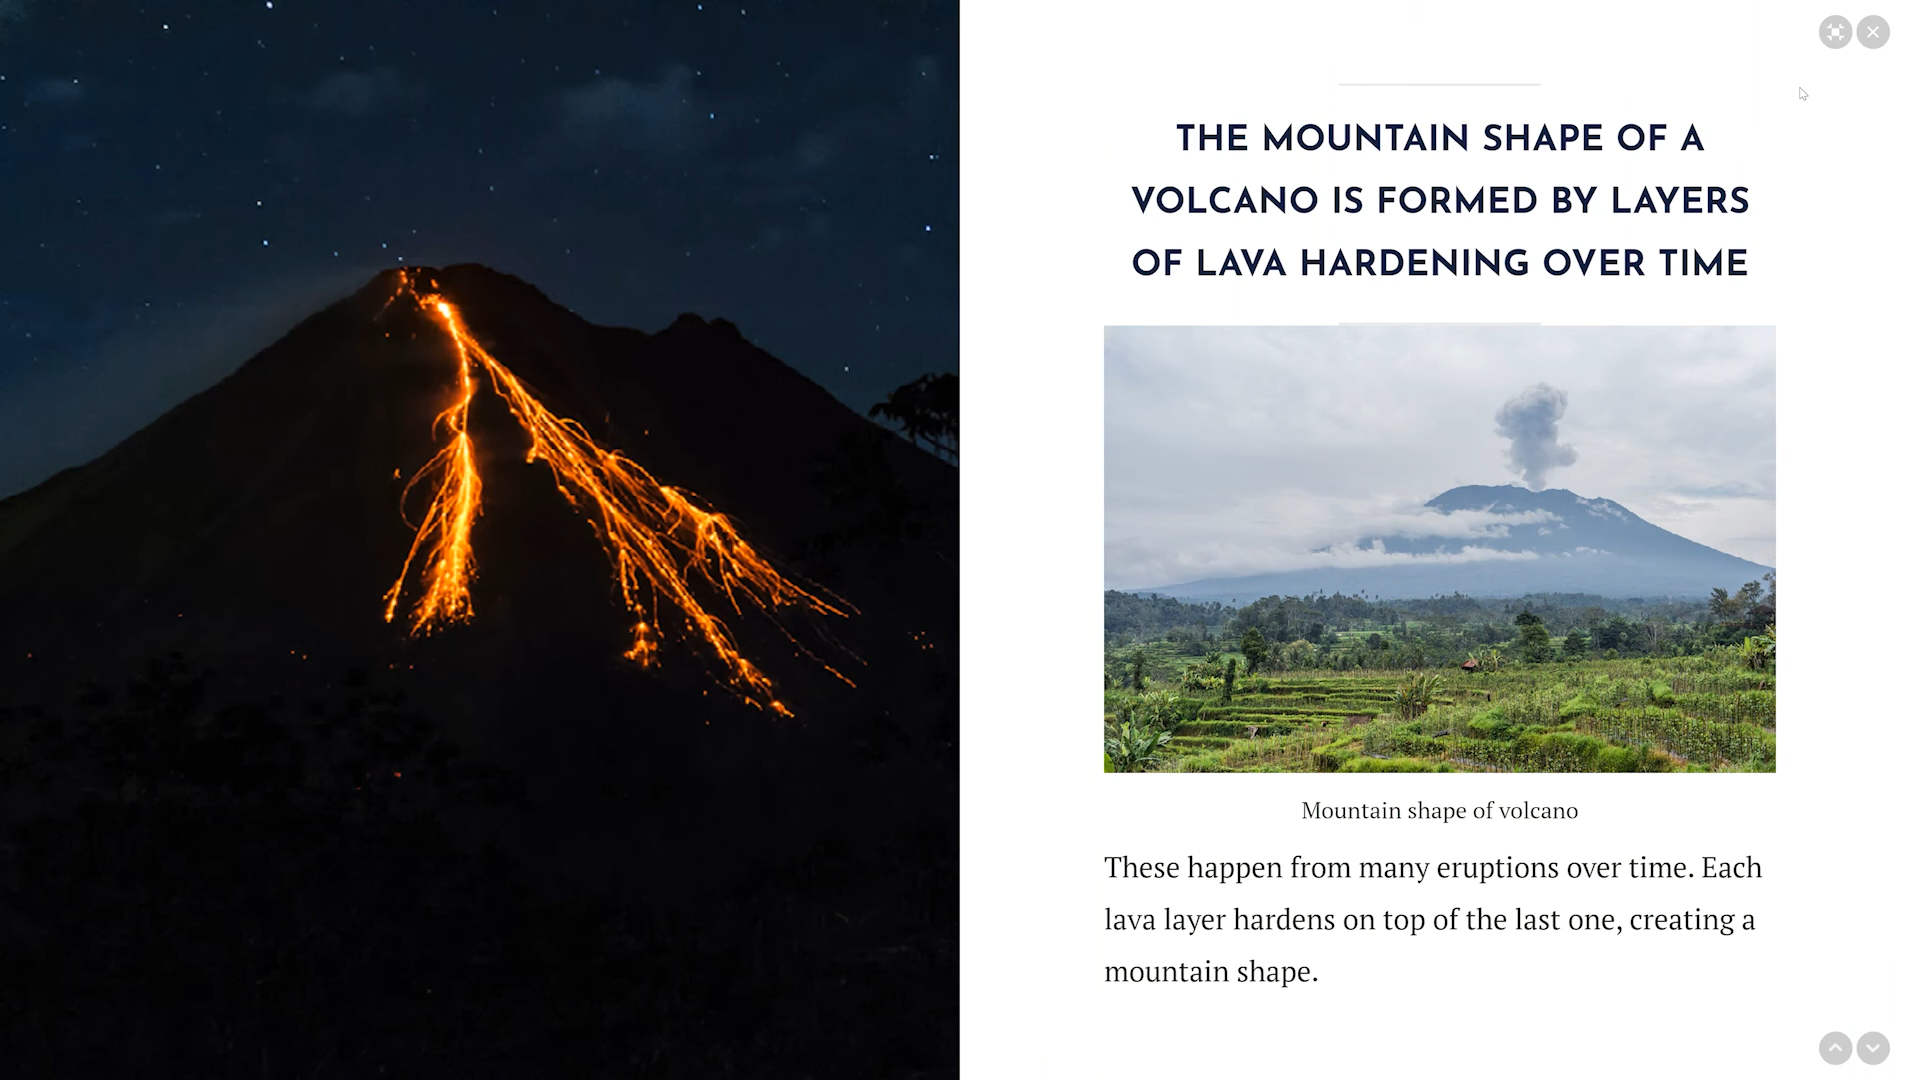 THE MOUNTAIN SHAPE OF A
VOLCANO IS FORMED BY LAYERS
OF LAVA HARDENING OVER TIME
Mountain shape of volcano
These happen from many eruptions over time. Each
lava layer hardens on top of the last one, creating a
mountain shape.